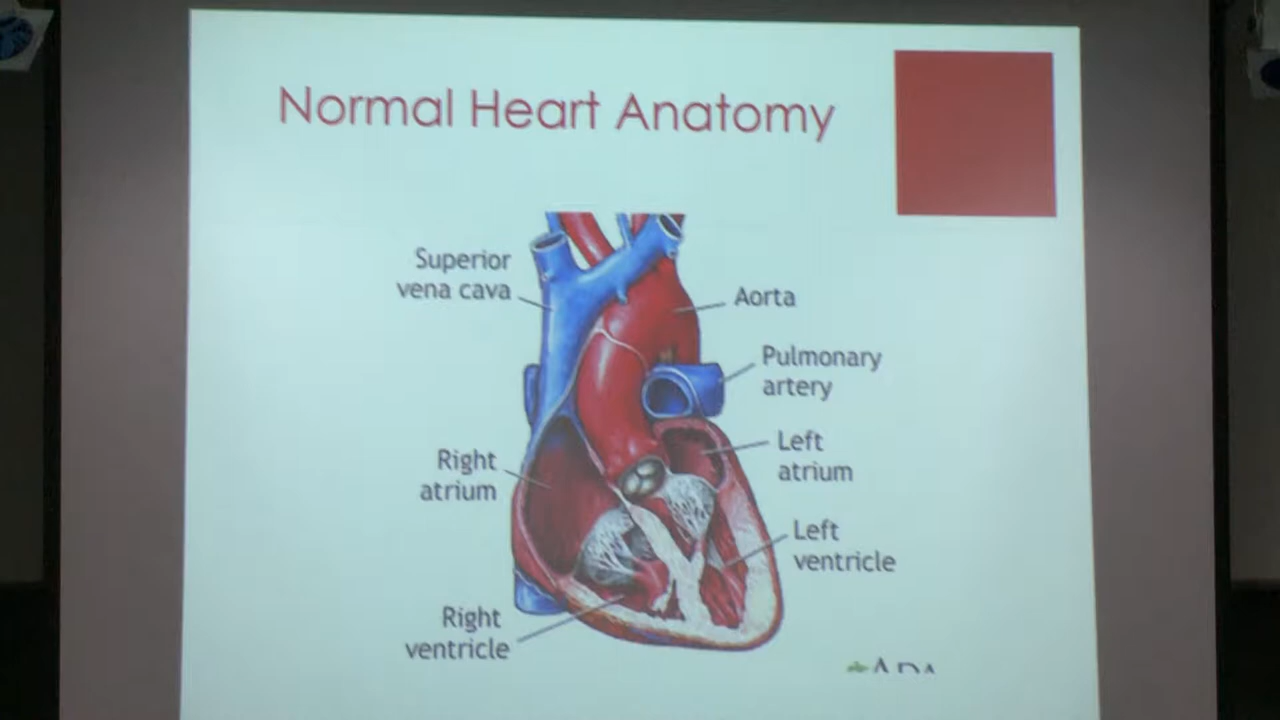 Normal Heart Anatomy
Superior
vena cava
Aorta
Pulmonary
artery
Left
atrium
Right
atrium
Left
ventricle
Right
ventricle